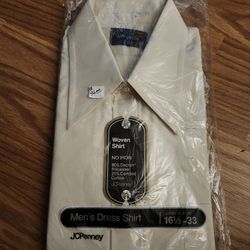 Woven
Shirt
NO IRON
80% Dacron®
Polyester
20% Combed
Cotton
JCPenney
Men's Dress Shirt
16½-33
JCPenney